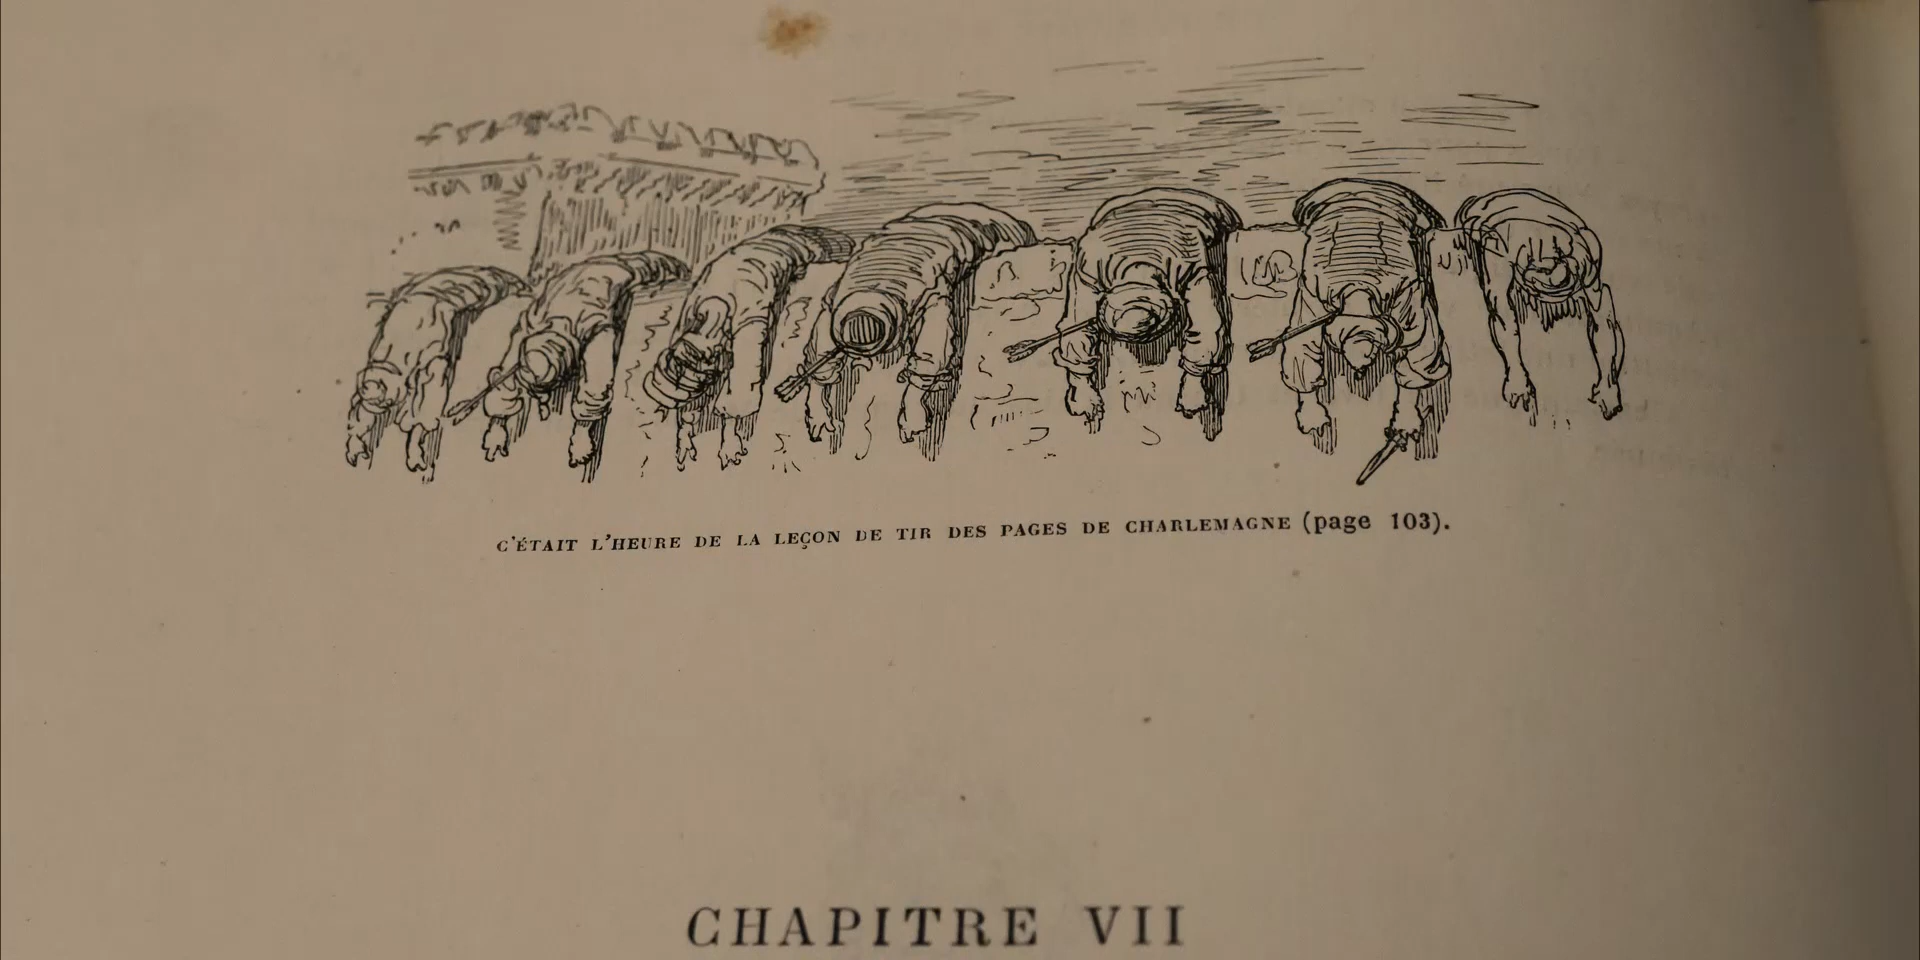 C'ÉTAIT L'HEURE DE LA LEÇON DE TIR DES PAGES DE CHARLEMAGNE (page 103).
CHAPITRE VII